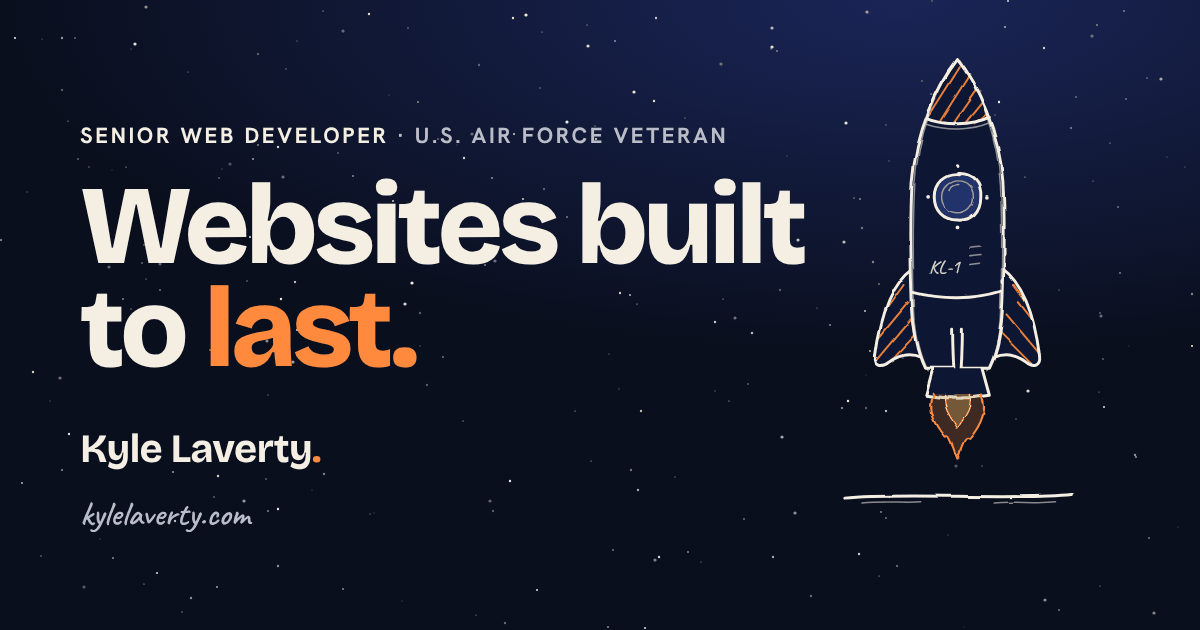 SENIOR WEB DEVELOPER · U.S. AIR FORCE VETERAN
Websites built
to last.
KL-1
Kyle Laverty.
kylelaverty.com